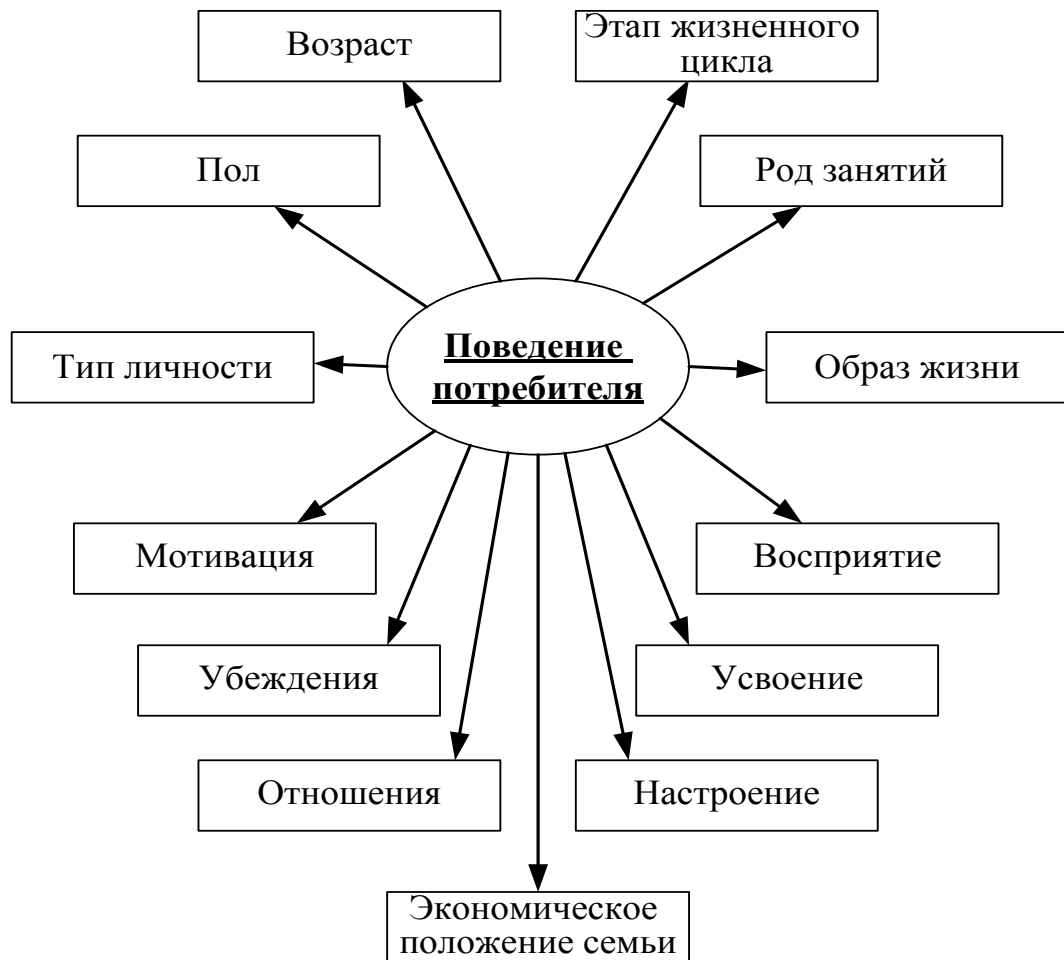 Возраст
Этап жизненного
цикла
Пол
Род занятий
Поведение
потребителя
Тип личности
Образ жизни
Мотивация
Восприятие
Убеждения
Усвоение
Отношения
Настроение
Экономическое
положение семьи